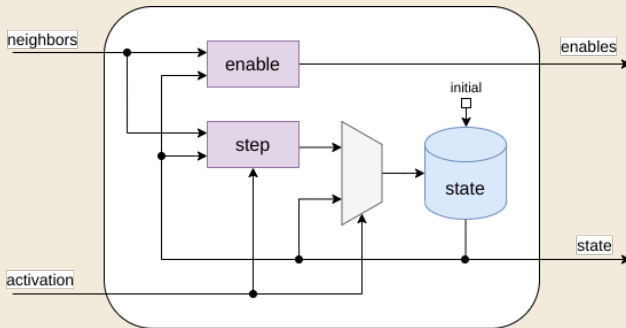 neighbors
enable
enables
initial
step
state
state
activation